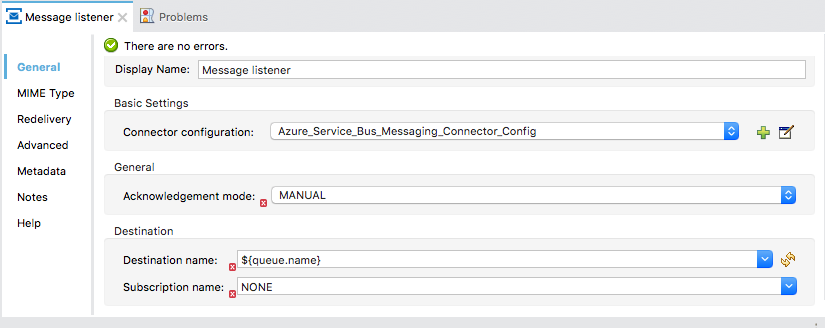 Message listener
Problems
There are no errors.
General
MIME Type
Redelivery
Advanced
Metadata
Notes
Help
Display Name: Message listener
Basic Settings
Connector configuration: Azure_Service_Bus_Messaging_Connector_Config
General
Acknowledgement mode: MANUAL
Destination
Destination name: ${queue.name}
Subscription name: NONE